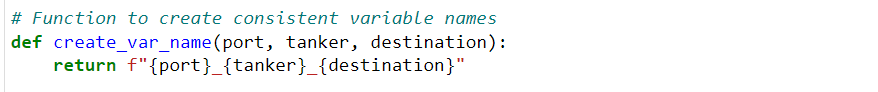 # Function to create consistent variable names
def create_var_name(port, tanker, destination):
    return f"{port}_{tanker}_{destination}"